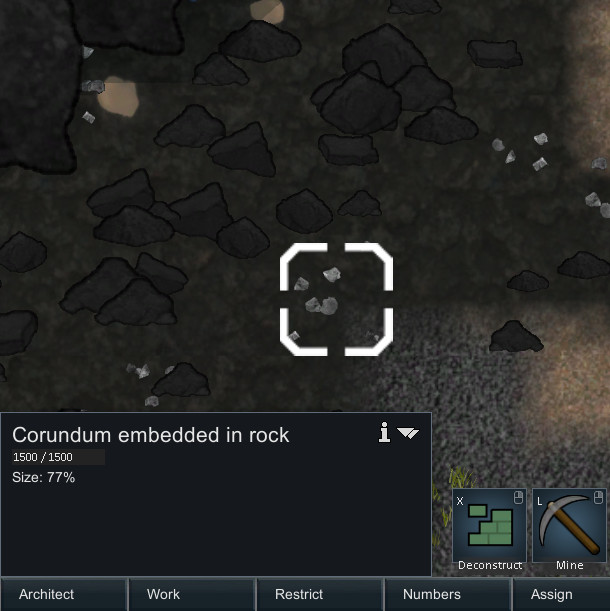 Corundum embedded in rock
1500 / 1500
Size: 77%
X
L
Deconstruct
Mine
Architect
Work
Restrict
Numbers
Assign